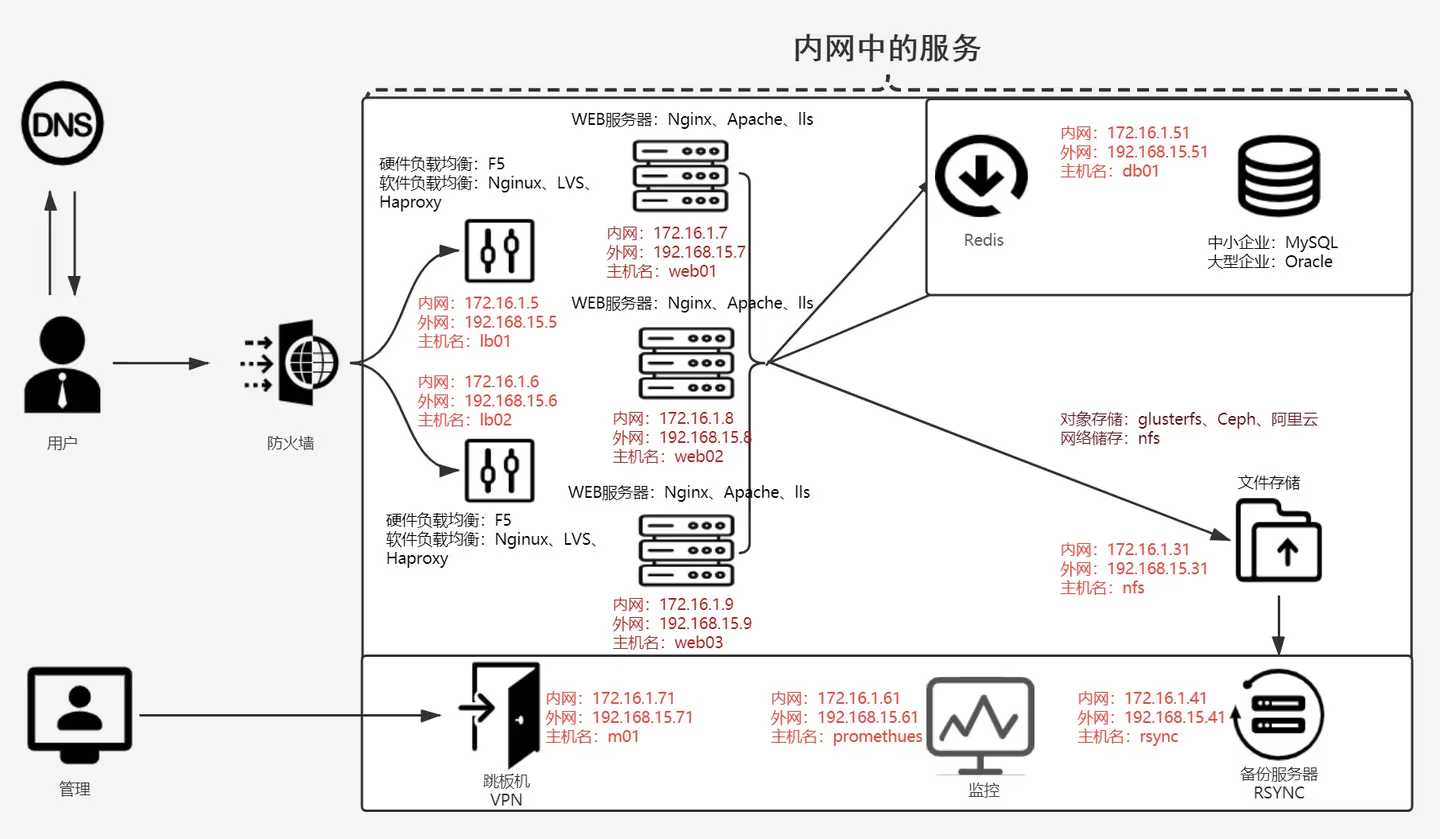 内网中的服务
DNS
用户
防火墙
硬件负载均衡：F5
软件负载均衡：Nginux、LVS、
Haproxy
内网：172.16.1.5
外网：192.168.15.5
主机名：lb01
内网：172.16.1.6
外网：192.168.15.6
主机名：lb02
硬件负载均衡：F5
软件负载均衡：Nginux、LVS、
Haproxy
WEB服务器：Nginx、Apache、lls
内网：172.16.1.7
外网：192.168.15.7
主机名：web01
WEB服务器：Nginx、Apache、lls
内网：172.16.1.8
外网：192.168.15.8
主机名：web02
WEB服务器：Nginx、Apache、lls
内网：172.16.1.9
外网：192.168.15.9
主机名：web03
Redis
内网：172.16.1.51
外网：192.168.15.51
主机名：db01
中小企业：MySQL
大型企业：Oracle
对象存储：glusterfs、Ceph、阿里云
网络储存：nfs
文件存储
内网：172.16.1.31
外网：192.168.15.31
主机名：nfs
管理
内网：172.16.1.71
外网：192.168.15.71
主机名：m01
跳板机
VPN
内网：172.16.1.61
外网：192.168.15.61
主机名：promethues
监控
内网：172.16.1.41
外网：192.168.15.41
主机名：rsync
备份服务器
RSYNC